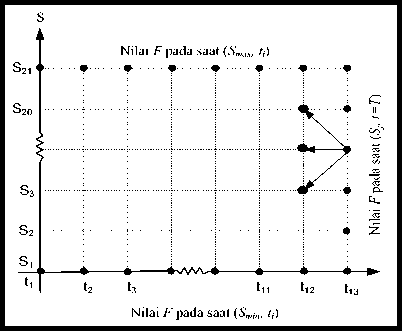 S
Nilai F pada saat (Smax, ti)
S21
S20
S3
S2
S1
t1
t2
t3
t11
t12
t13
Nilai F pada saat (Sj, t=T)
Nilai F pada saat (Smin, ti)